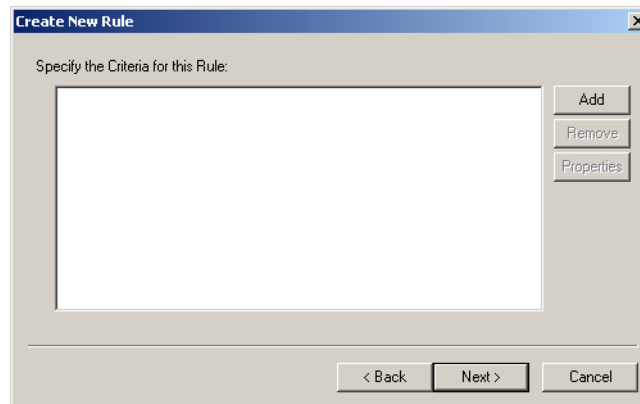 Create New Rule
Specify the Criteria for this Rule:
Add
Remove
Properties
< Back
Next >
Cancel